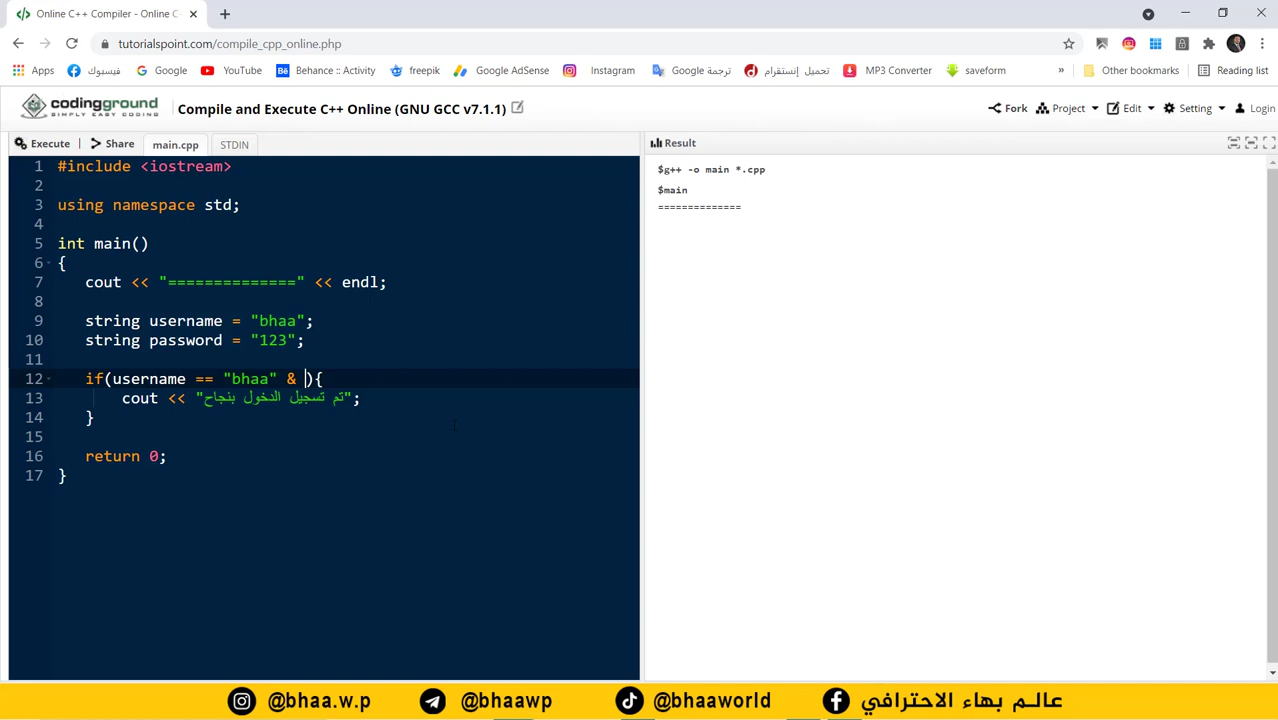 Online C++ Compiler - Online C
tutorialspoint.com/compile_cpp_online.php
Apps فيسبوك Google YouTube Behance :: Activity freepik Google AdSense Instagram ترجمة Google تحميل إنستقرام MP3 Converter saveform » Other bookmarks Reading list
codingground
SIMPLY EASY CODING
Compile and Execute C++ Online (GNU GCC v7.1.1)
Fork Project Edit Setting Login
Execute Share main.cpp STDIN
Result
1 #include <iostream>
2
3 using namespace std;
4
5 int main()
6 {
7 cout << "==============" << endl;
8
9 string username = "bhaa";
10 string password = "123";
11
12 if(username == "bhaa" & ){
13 cout << "تم تسجيل الدخول بنجاح";
14 }
15
16 return 0;
17 }
$g++ -o main *.cpp
$main
==============
@bhaa.w.p @bhaawp @bhaaworld عالم بهاء الاحترافي